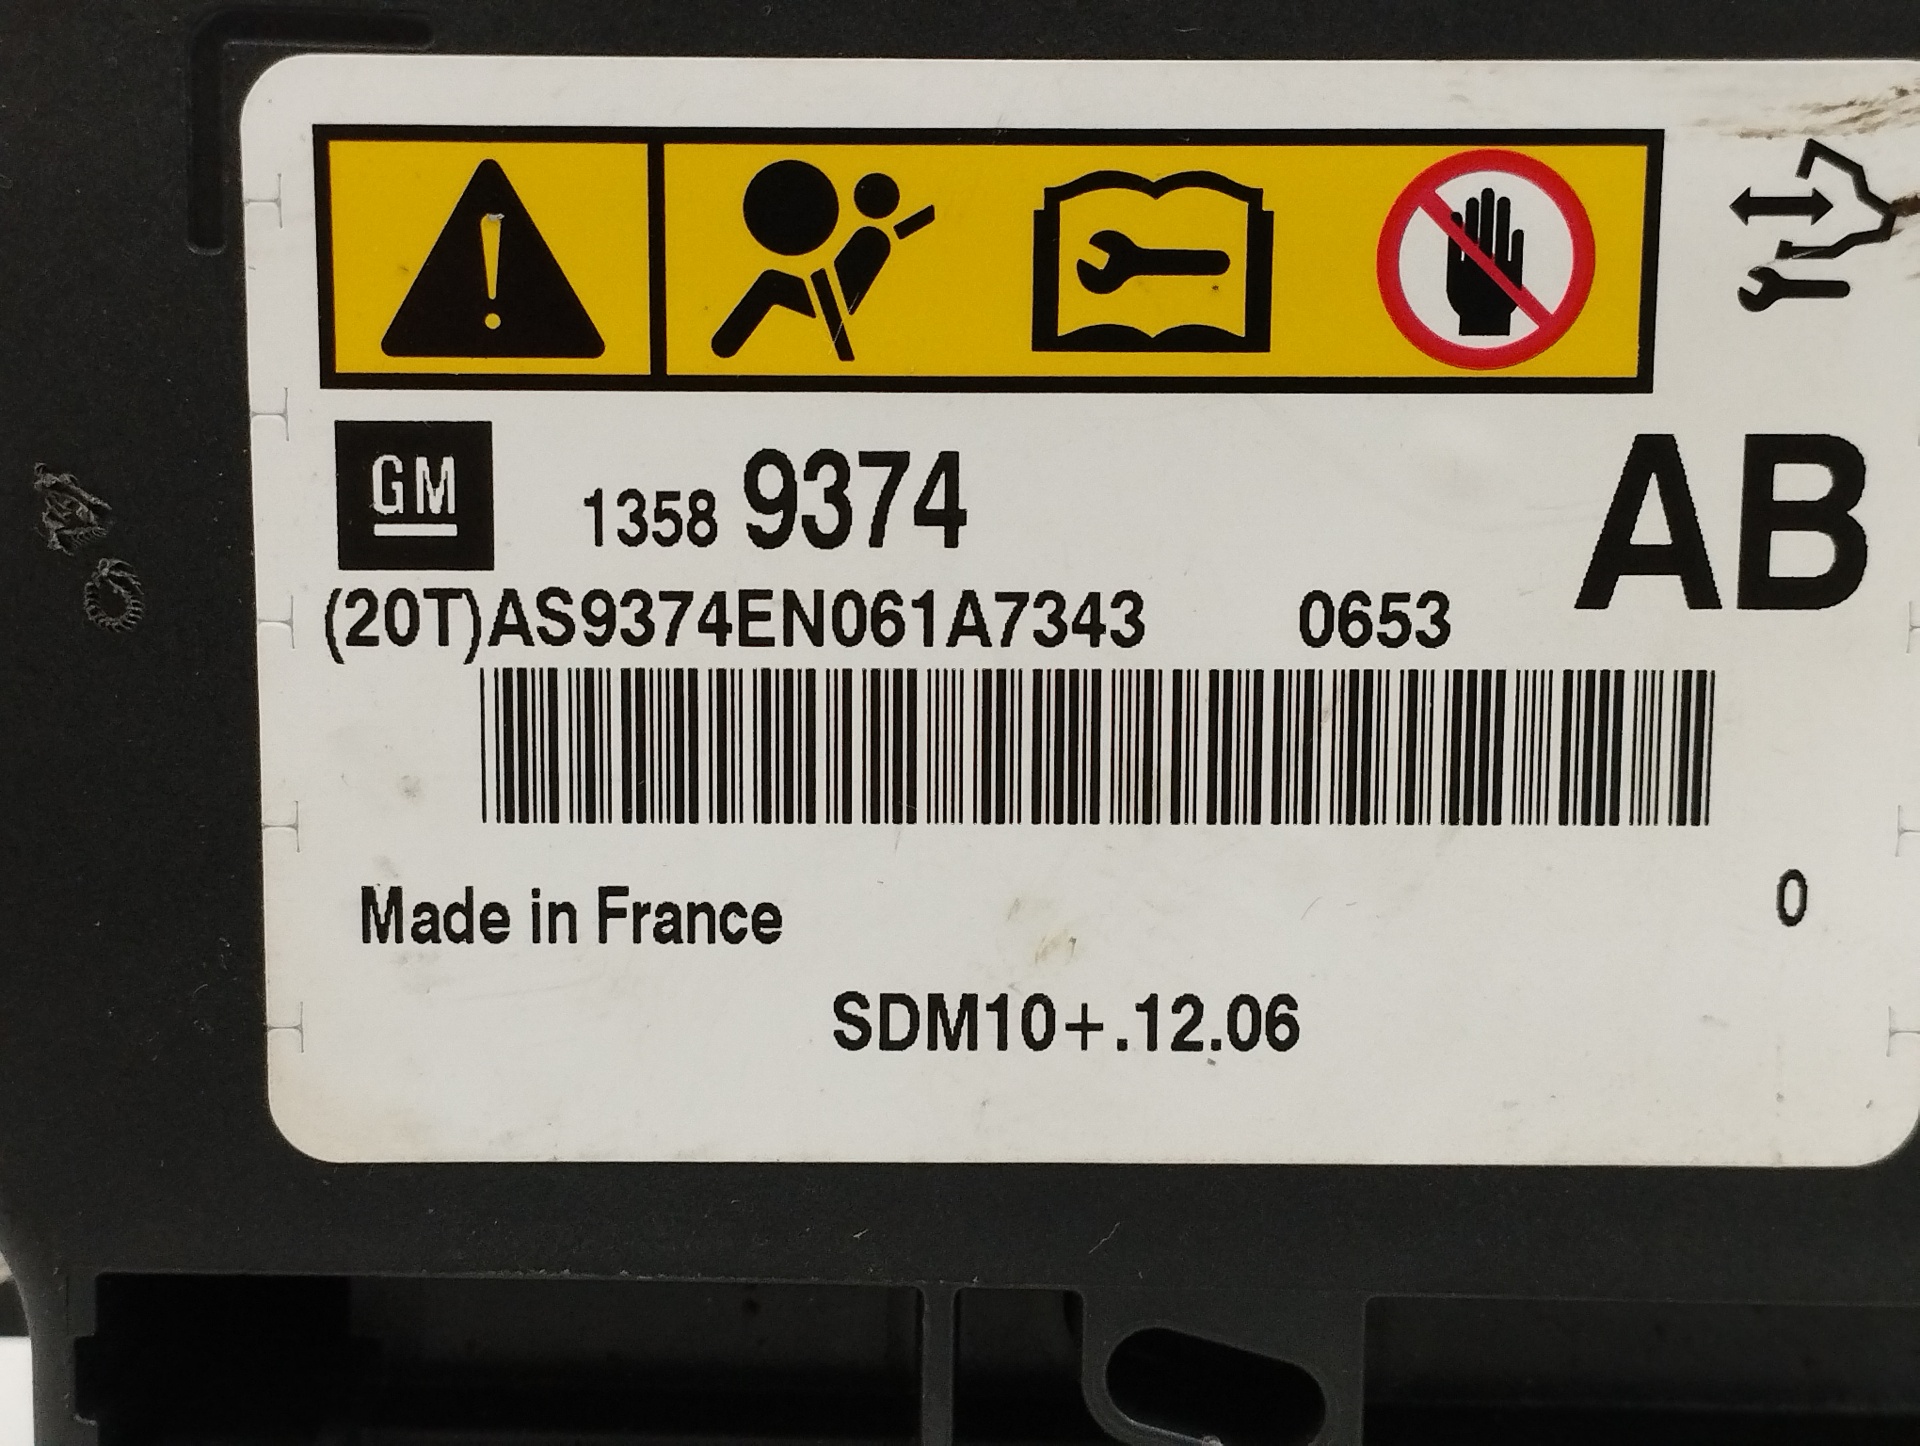 GM 1358 9374 AB
(20T)AS9374EN061A7343 0653
Made in France 0
SDM10+.12.06